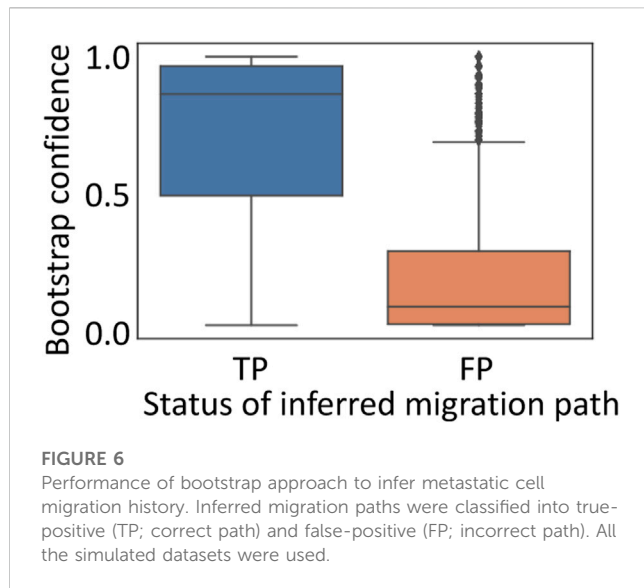 Bootstrap confidence
1.0
0.5
0.0
TP FP
Status of inferred migration path
FIGURE 6
Performance of bootstrap approach to infer metastatic cell
migration history. Inferred migration paths were classified into true-
positive (TP; correct path) and false-positive (FP; incorrect path). All
the simulated datasets were used.